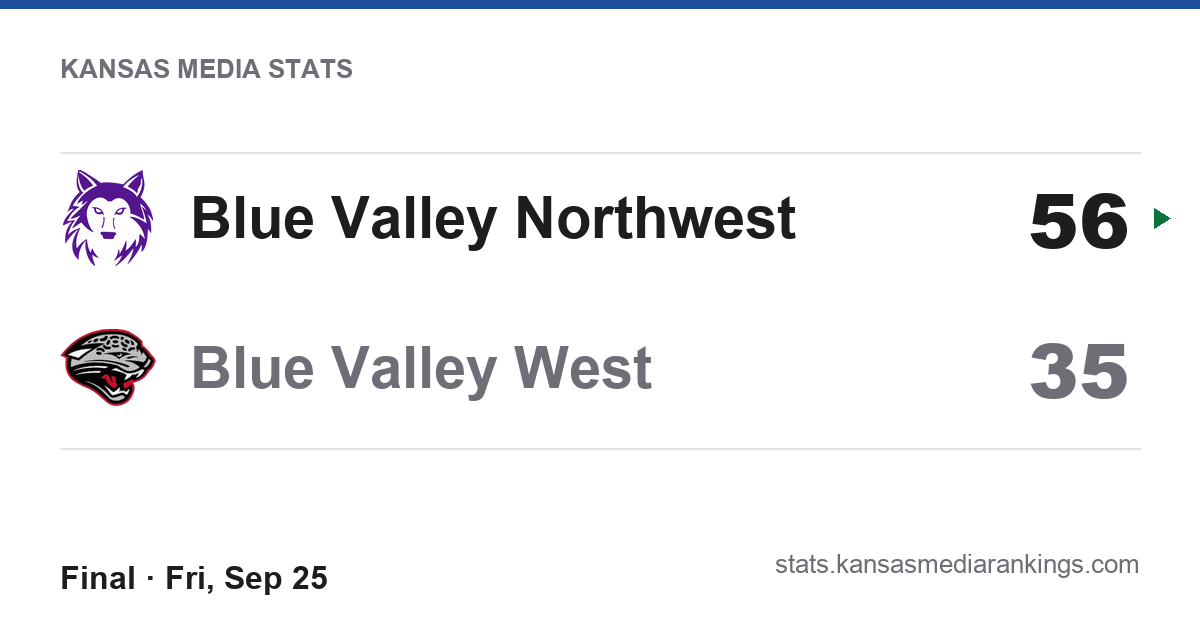 KANSAS MEDIA STATS
Blue Valley Northwest 56
Blue Valley West 35
Final · Fri, Sep 25
stats.kansasmediarankings.com